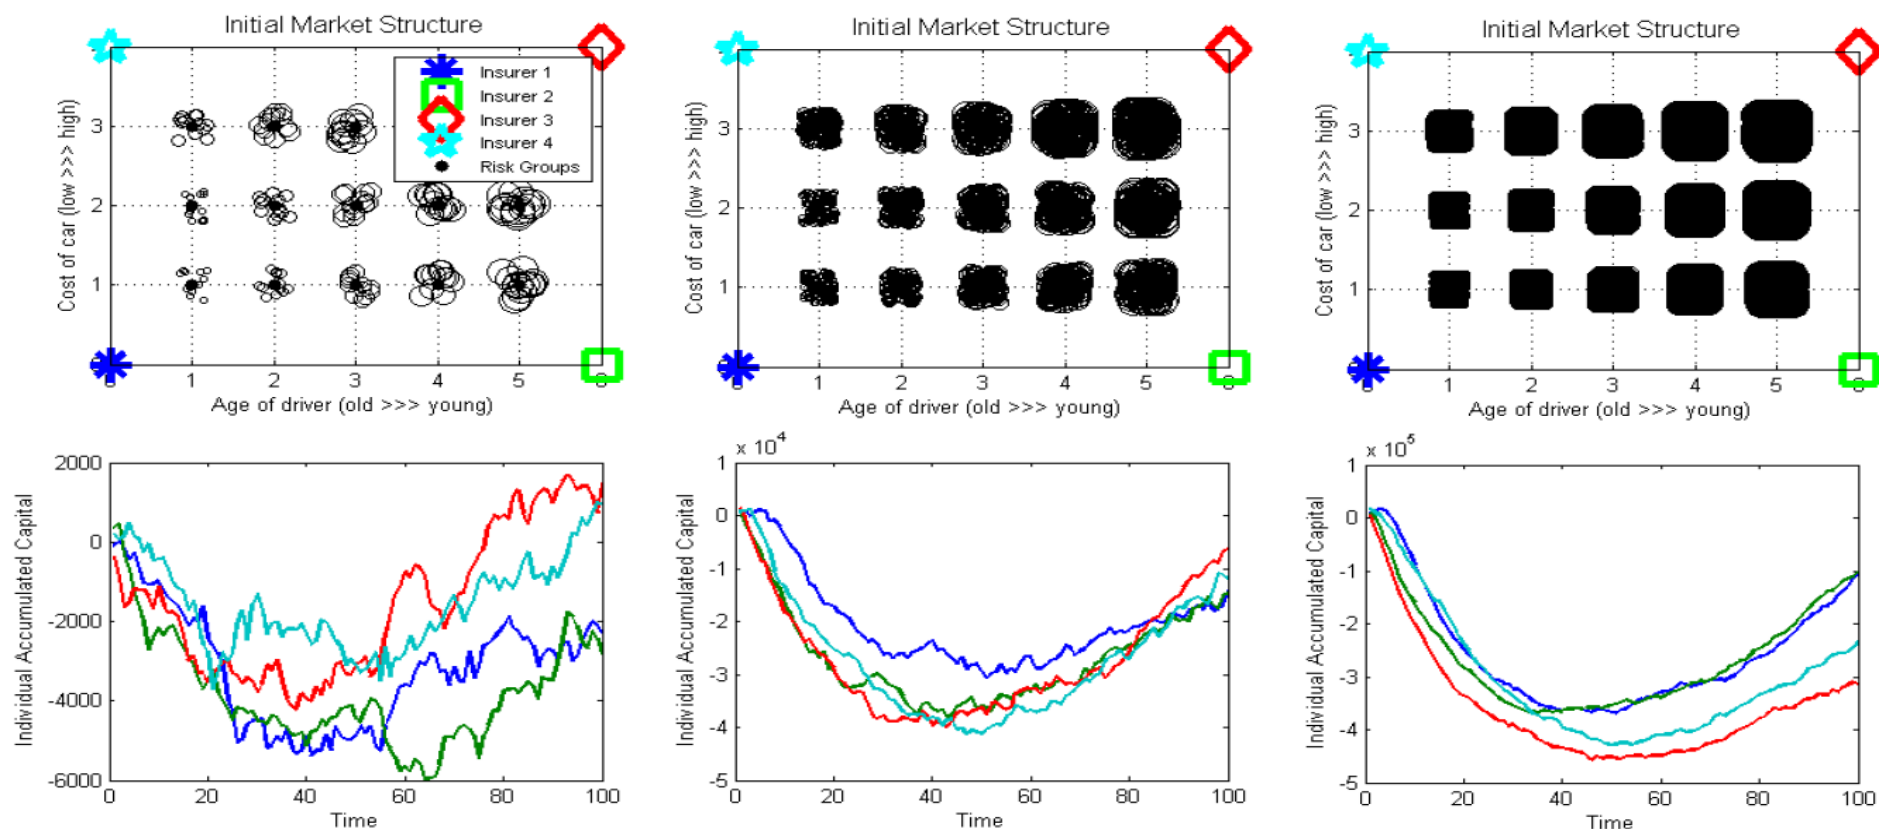 Initial Market Structure
Cost of car (low >>> high)
3
2
1
Insurer 1
Insurer 2
Insurer 3
Insurer 4
Risk Groups
1 2 3 4 5
Age of driver (old >>> young)
Initial Market Structure
Cost of car (low >>> high)
3
2
1
1 2 3 4 5
Age of driver (old >>> young)
Initial Market Structure
Cost of car (low >>> high)
3
2
1
1 2 3 4 5
Age of driver (old >>> young)
Individual Accumulated Capital
2000
0
-2000
-4000
-6000
0 20 40 60 80 100
Time
x 10^4
Individual Accumulated Capital
1
0
-1
-2
-3
-4
-5
0 20 40 60 80 100
Time
x 10^5
Individual Accumulated Capital
1
0
-1
-2
-3
-4
-5
0 20 40 60 80 100
Time